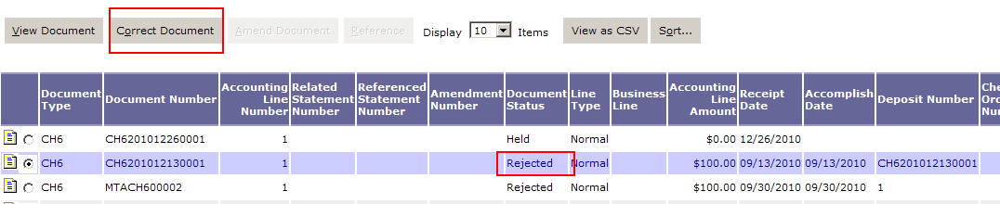 View Document Correct Document Amend Document Reference Display 10 Items View as CSV Sort...
Document Type Document Number Accounting Line Number Related Statement Number Referenced Statement Number Amendment Number Document Status Line Type Business Line Accounting Line Amount Receipt Date Accomplish Date Deposit Number
CH6 CH6201012260001 1 Held Normal $0.00 12/26/2010
CH6 CH6201012130001 1 Rejected Normal $100.00 09/13/2010 09/13/2010 CH6201012130001
CH6 MTACH600002 1 Rejected Normal $100.00 09/30/2010 09/30/2010 1